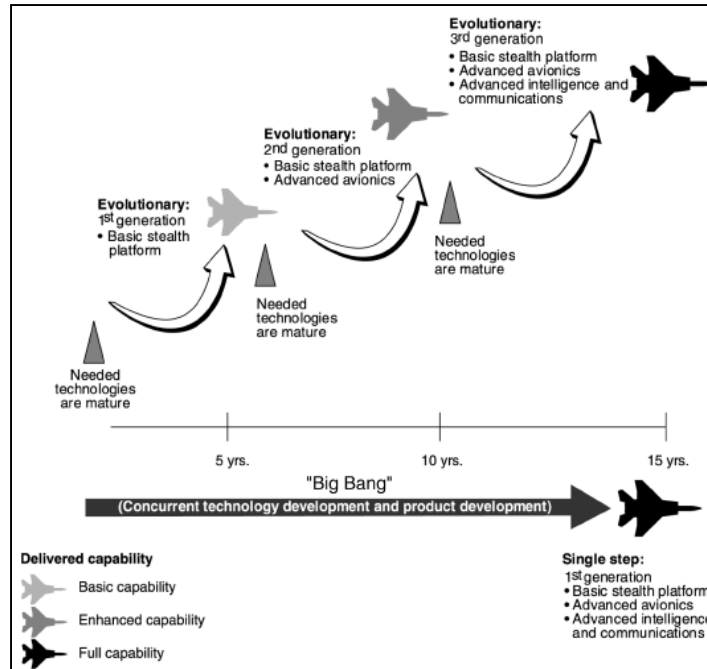 Evolutionary:
3rd generation
• Basic stealth platform
• Advanced avionics
• Advanced intelligence and
communications
Evolutionary:
2nd generation
• Basic stealth platform
• Advanced avionics
Evolutionary:
1st generation
• Basic stealth
platform
Needed
technologies
are mature
Needed
technologies
are mature
Needed
technologies
are mature
5 yrs.
10 yrs.
15 yrs.
"Big Bang"
(Concurrent technology development and product development)
Delivered capability
Basic capability
Enhanced capability
Full capability
Single step:
1st generation
• Basic stealth platform
• Advanced avionics
• Advanced intelligence
and communications